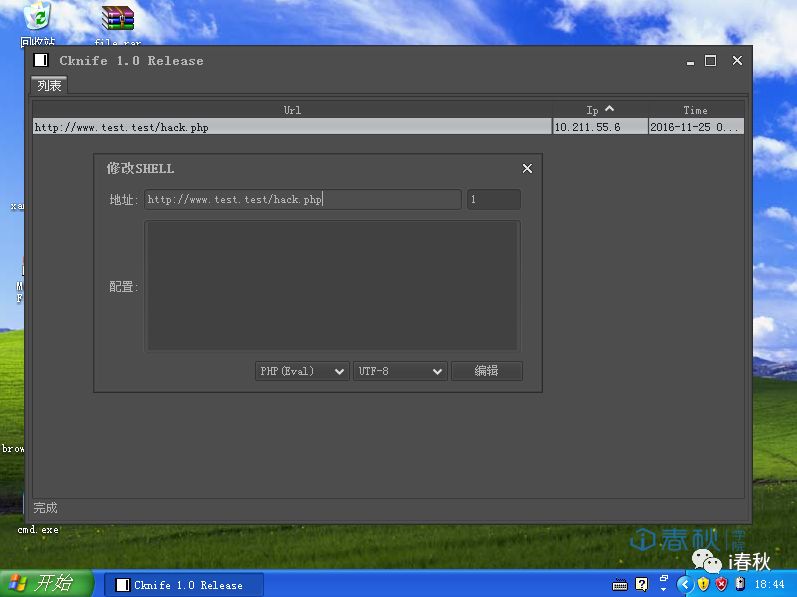 回收站
file.rar
Cknife 1.0 Release
列表
Url Ip Time
http://www.test.test/hack.php 10.211.55.6 2016-11-25 0...
修改SHELL
地址: http://www.test.test/hack.php 1
配置:
PHP(Eval) UTF-8 编辑
完成
brow
cmd.exe
春秋
i春秋
开始 Cknife 1.0 Release 18:44